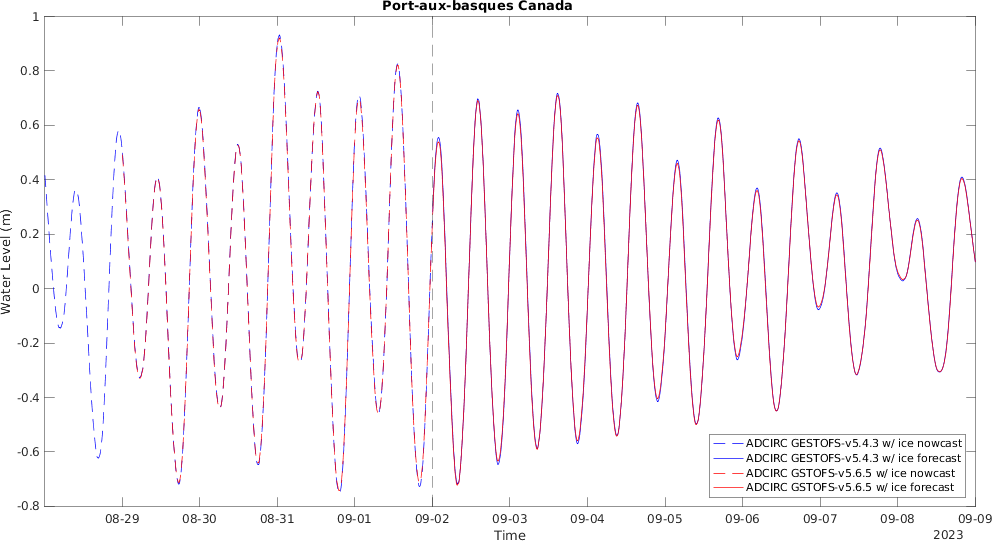 Port-aux-basques Canada
Water Level (m)
1
0.8
0.6
0.4
0.2
0
-0.2
-0.4
-0.6
-0.8
ADCIRC GESTOFS-v5.4.3 w/ ice nowcast
ADCIRC GESTOFS-v5.4.3 w/ ice forecast
ADCIRC GSTOFS-v5.6.5 w/ ice nowcast
ADCIRC GSTOFS-v5.6.5 w/ ice forecast
08-29 08-30 08-31 09-01 09-02 09-03 09-04 09-05 09-06 09-07 09-08 09-09
Time
2023